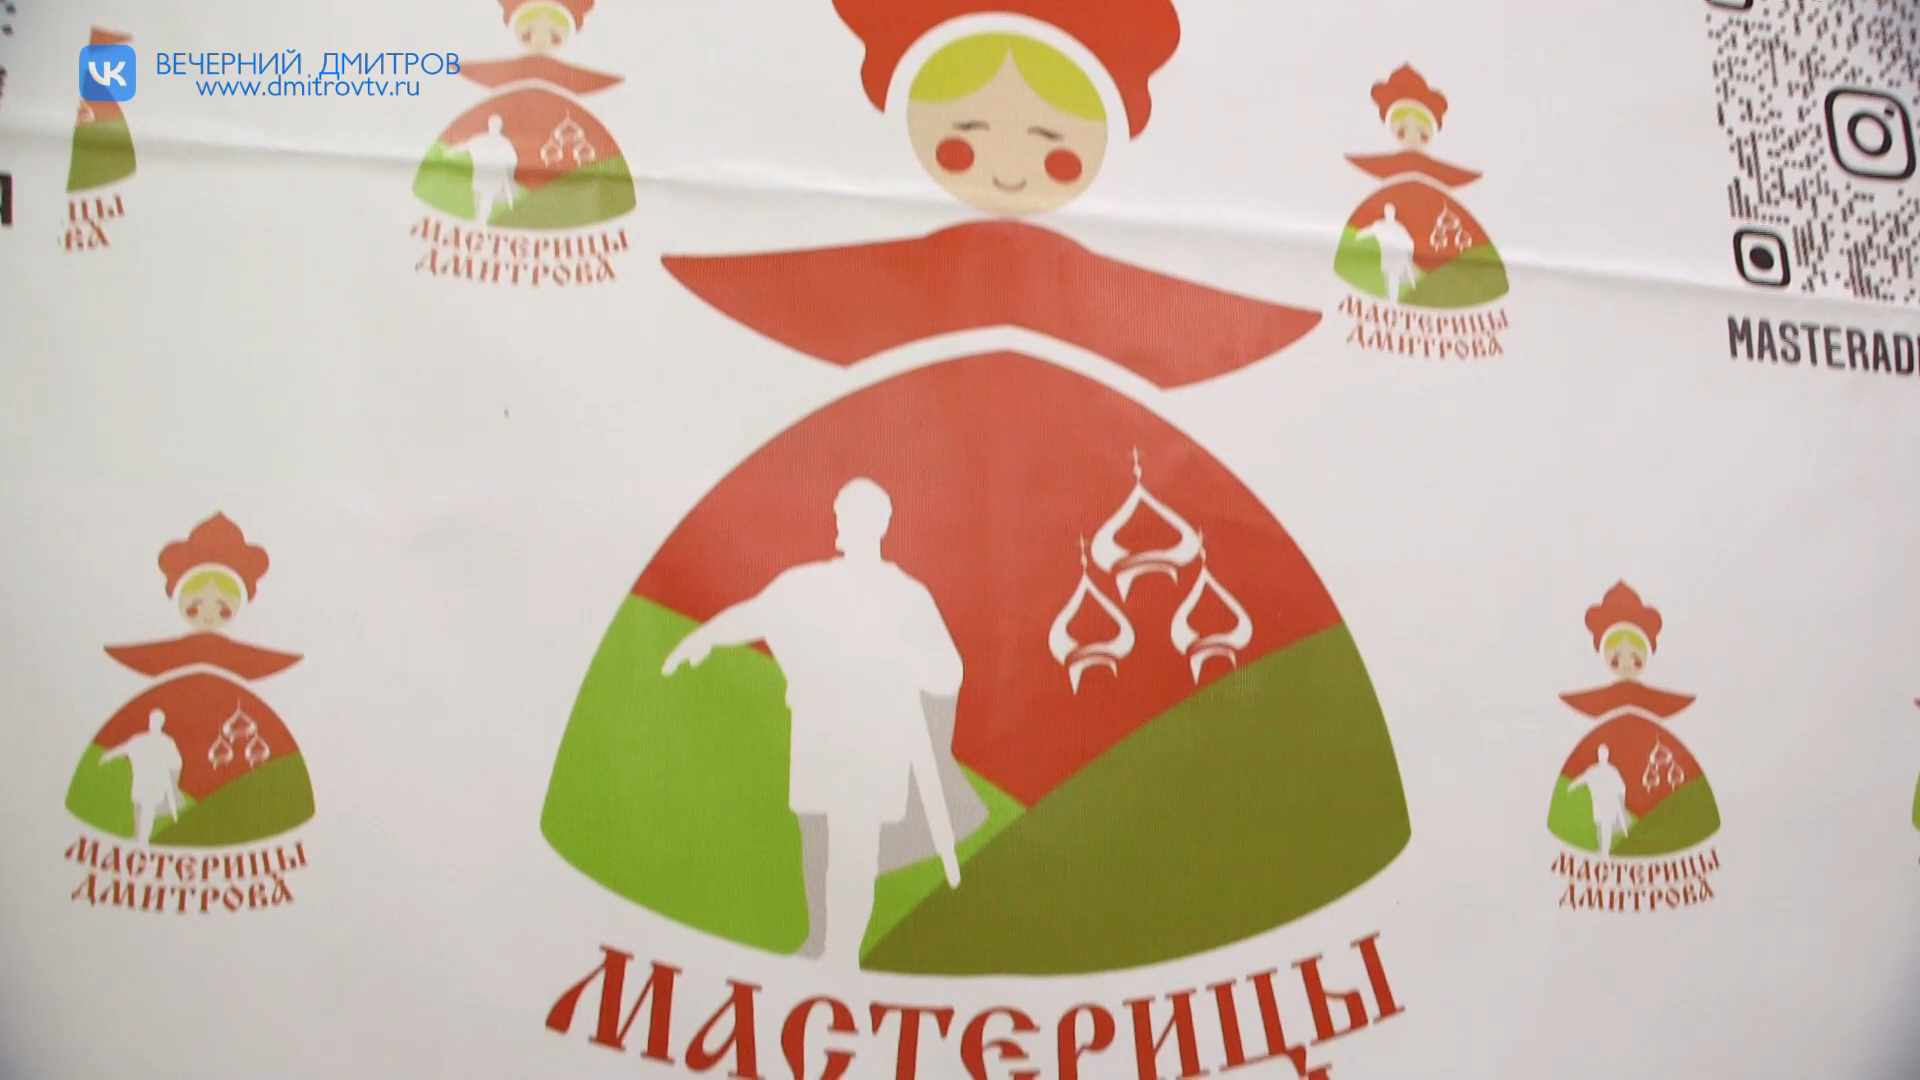 ВЕЧЕРНИЙ ДМИТРОВ
www.dmitrovtv.ru
МАСТЕРИЦЫ
ДМИТРОВА
МАСТЕРИЦЫ
ДМИТРОВА
MASTERAD
МАСТЕРИЦЫ
ДМИТРОВА
МАСТЕРИЦЫ
ДМИТРОВА
МАСТЕРИЦЫ